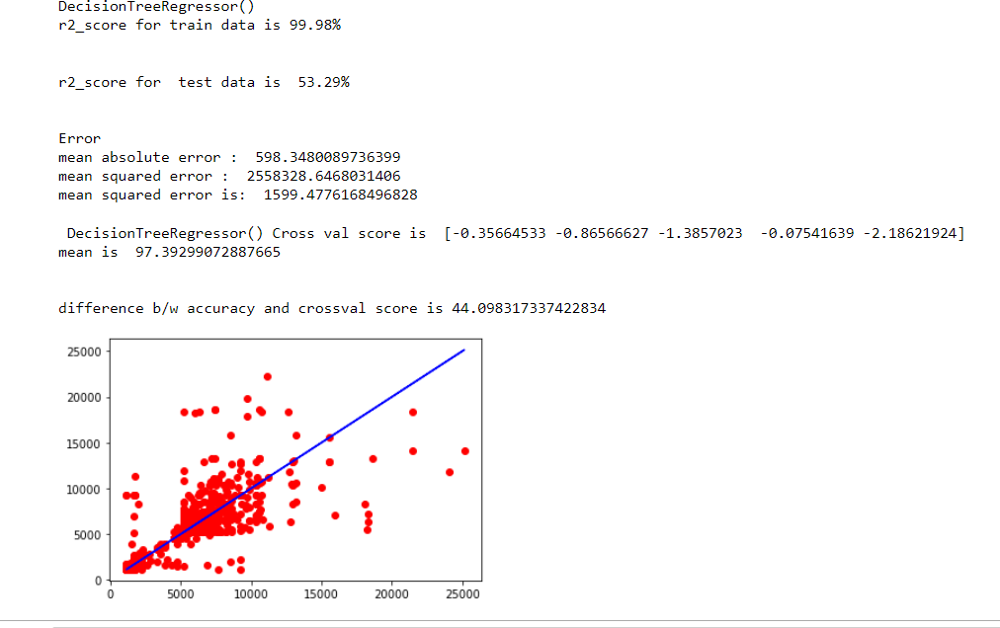 DecisionTreeRegressor()
r2_score for train data is 99.98%
r2_score for  test data is  53.29%
Error
mean absolute error :  598.3480089736399
mean squared error :  2558328.6468031406
mean squared error is:  1599.4776168496828
DecisionTreeRegressor() Cross val score is  [-0.35664533 -0.86566627 -1.3857023  -0.07541639 -2.18621924]
mean is  97.39299072887665
difference b/w accuracy and crossval score is 44.098317337422834
25000
20000
15000
10000
5000
0
0 5000 10000 15000 20000 25000